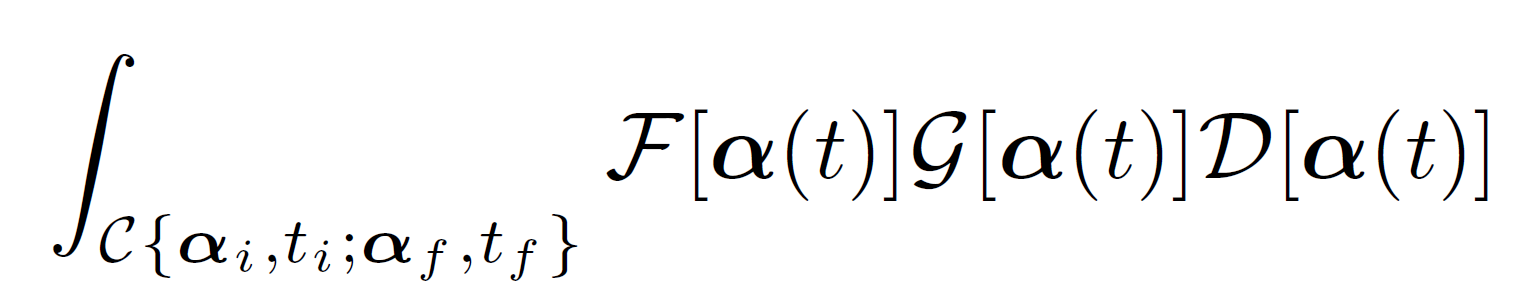 ∫_{𝒞{𝜶_i,t_i;𝜶_f,t_f}} ℱ[𝜶(t)]𝒢[𝜶(t)]𝒟[𝜶(t)]